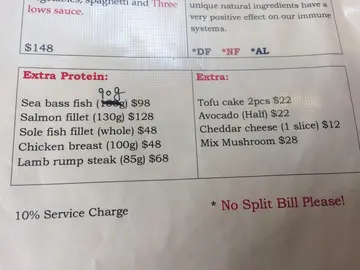 spaghetti and Three
lows sauce.
$148
unique natural ingredients have a
very positive effect on our immune
systems.
*DF *NF *AL
Extra Protein:
90g
Sea bass fish (g) $98
Salmon fillet (130g) $128
Sole fish fillet (whole) $48
Chicken breast (100g) $48
Lamb rump steak (85g) $68
Extra:
Tofu cake 2pcs $22
Avocado (Half) $22
Cheddar cheese (1 slice) $12
Mix Mushroom $28
10% Service Charge
* No Split Bill Please!